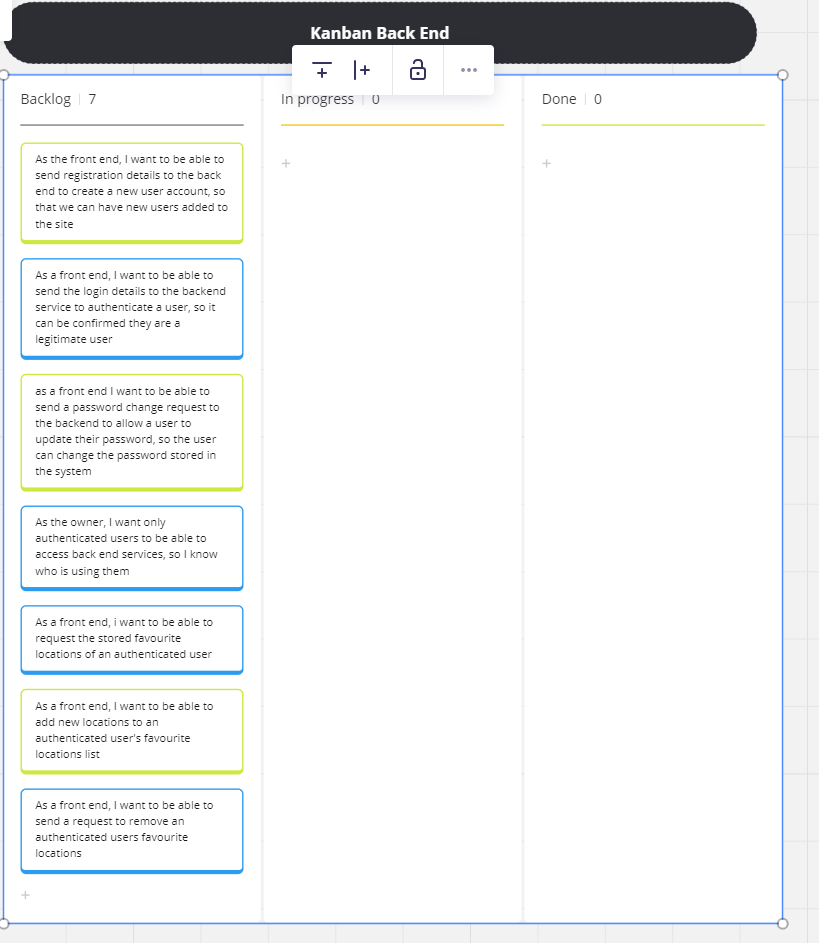 Kanban Back End
Backlog | 7
In progress | 0
Done | 0
As the front end, I want to be able to
send registration details to the back
end to create a new user account, so
that we can have new users added to
the site
As a front end, I want to be able to
send the login details to the backend
service to authenticate a user, so it
can be confirmed they are a
legitimate user
as a front end I want to be able to
send a password change request to
the backend to allow a user to
update their password, so the user
can change the password stored in
the system
As the owner, I want only
authenticated users to be able to
access back end services, so I know
who is using them
As a front end, i want to be able to
request the stored favourite
locations of an authenticated user
As a front end, I want to be able to
add new locations to an
authenticated user's favourite
locations list
As a front end, I want to be able to
send a request to remove an
authenticated users favourite
locations